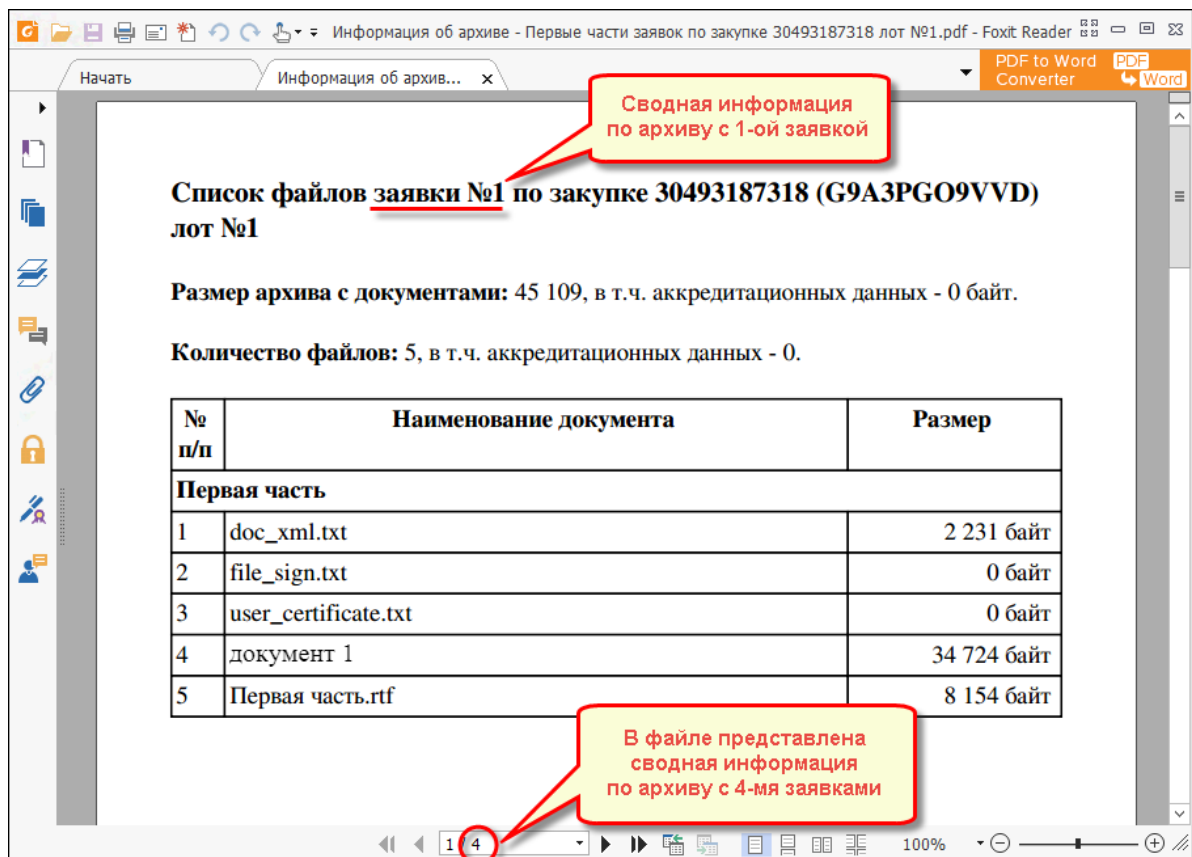 Информация об архиве - Первые части заявок по закупке 30493187318 лот №1.pdf - Foxit Reader
Начать
Информация об архив...
PDF to Word
Converter
PDF
Word
Сводная информация
по архиву с 1-ой заявкой
Список файлов заявки №1 по закупке 30493187318 (G9A3PGO9VVD)
лот №1
Размер архива с документами: 45 109, в т.ч. аккредитационных данных - 0 байт.
Количество файлов: 5, в т.ч. аккредитационных данных - 0.
№ п/п Наименование документа Размер
Первая часть
1 doc_xml.txt 2 231 байт
2 file_sign.txt 0 байт
3 user_certificate.txt 0 байт
4 документ 1 34 724 байт
5 Первая часть.rtf 8 154 байт
В файле представлена
сводная информация
по архиву с 4-мя заявками
1 / 4
100%